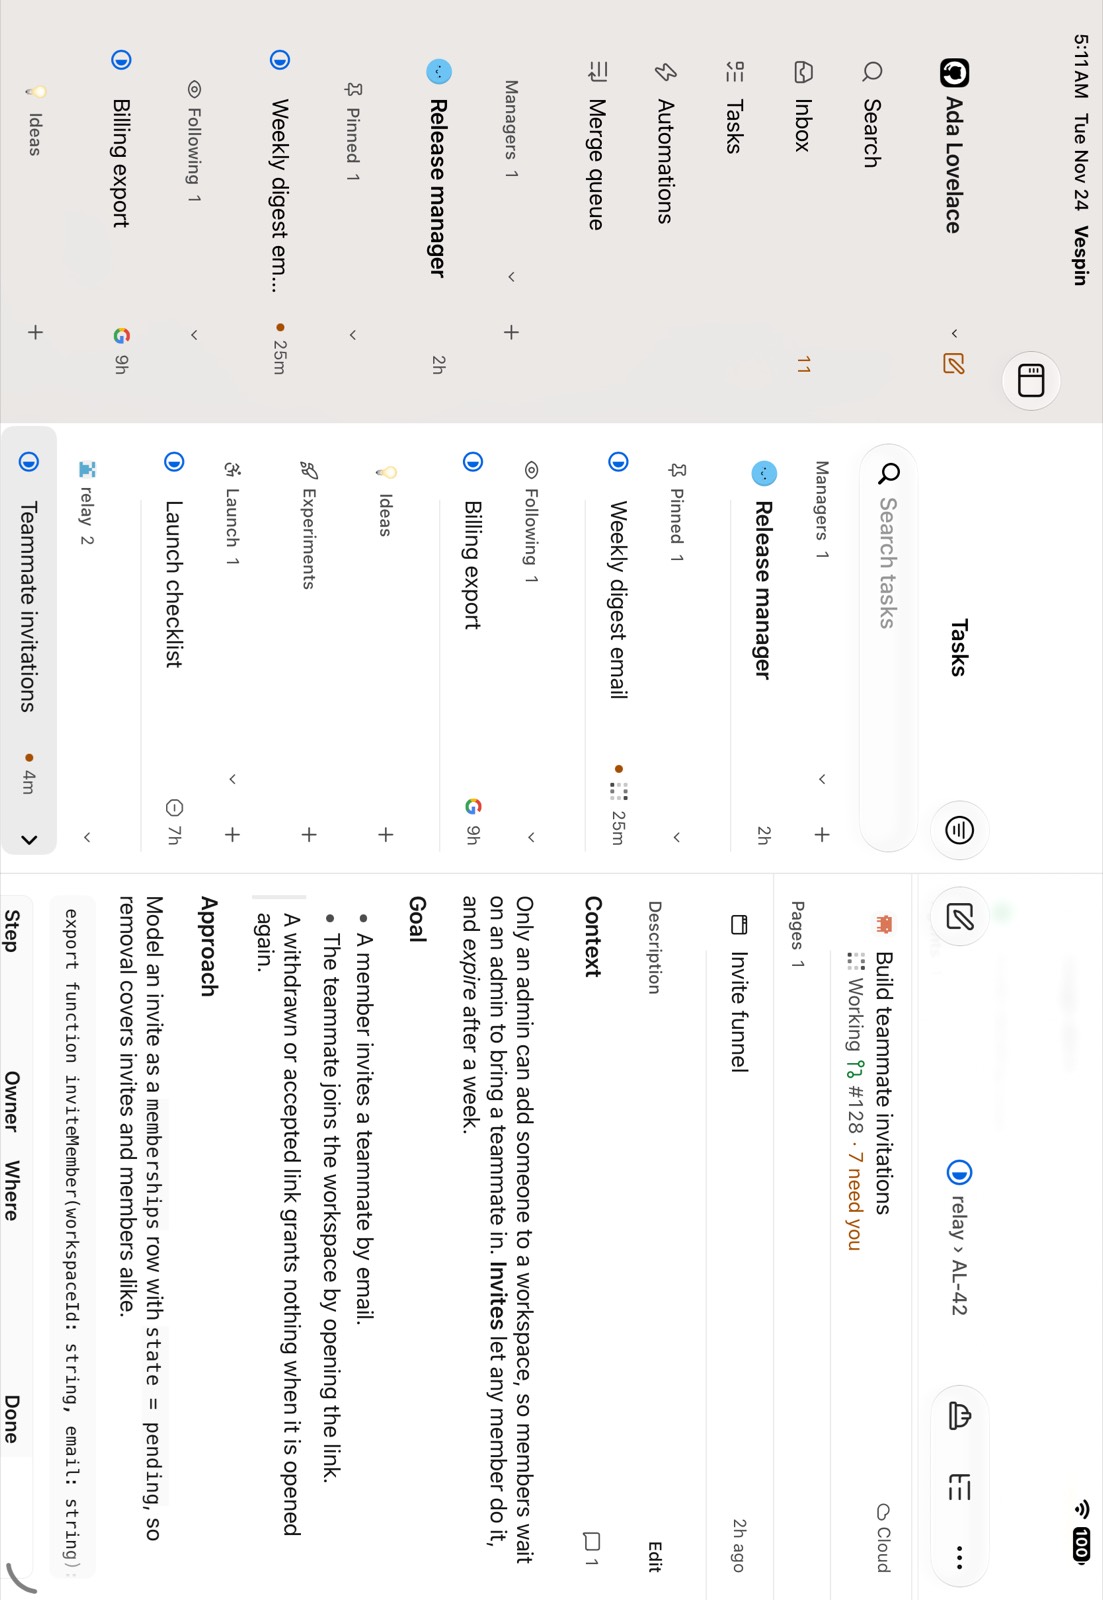 5:11 AM Tue Nov 24 Vespin
100
Ada Lovelace
Search
Inbox 11
Tasks
Automations
Merge queue
Managers 1
Release manager 2h
Pinned 1
Weekly digest em... 25m
Following 1
Billing export 9h
Ideas
Tasks
Search tasks
Managers 1
Release manager 2h
Pinned 1
Weekly digest email 25m
Following 1
Billing export 9h
Ideas
Experiments
Launch 1
Launch checklist 7h
relay 2
Teammate invitations 4m
relay › AL-42
Build teammate invitations Cloud
Working #128 · 7 need you
Pages 1
Invite funnel 2h ago
Description Edit
Context 1
Only an admin can add someone to a workspace, so members wait
on an admin to bring a teammate in. Invites let any member do it,
and expire after a week.
Goal
• A member invites a teammate by email.
• The teammate joins the workspace by opening the link.
A withdrawn or accepted link grants nothing when it is opened
again.
Approach
Model an invite as a memberships row with state = pending, so
removal covers invites and members alike.
export function inviteMember(workspaceId: string, email: string):
Step Owner Where Done